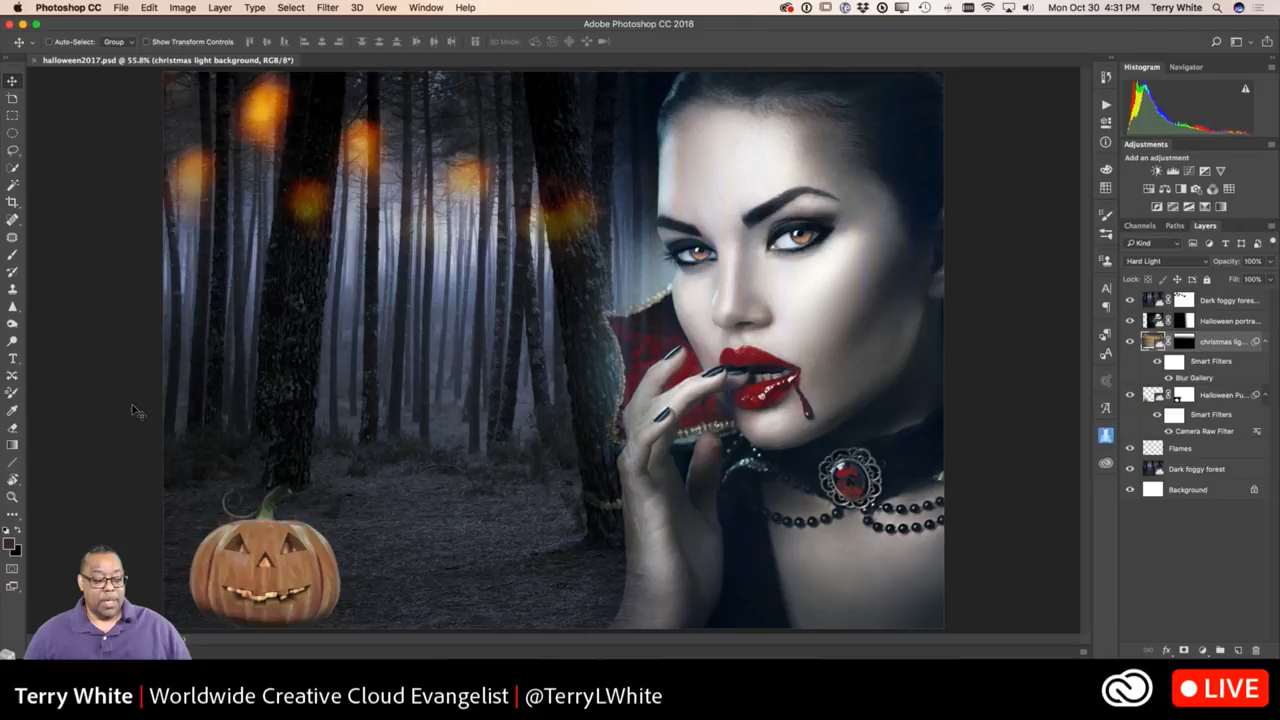 Photoshop CC File Edit Image Layer Type Select Filter 3D View Window Help Mon Oct 30 4:31 PM Terry White
Adobe Photoshop CC 2018
Auto-Select: Group Show Transform Controls 3D Mode:
× halloween2017.psd @ 55.8% (christmas light background, RGB/8*)
Histogram Navigator
Adjustments
Add an adjustment
Channels Paths Layers
Kind
Hard Light Opacity: 100%
Lock: Fill: 100%
Dark foggy fores...
Halloween portra...
christmas lig...
Smart Filters
Blur Gallery
Halloween Pu...
Smart Filters
Camera Raw Filter
Flames
Dark foggy forest
Background
Terry White | Worldwide Creative Cloud Evangelist | @TerryLWhite
LIVE